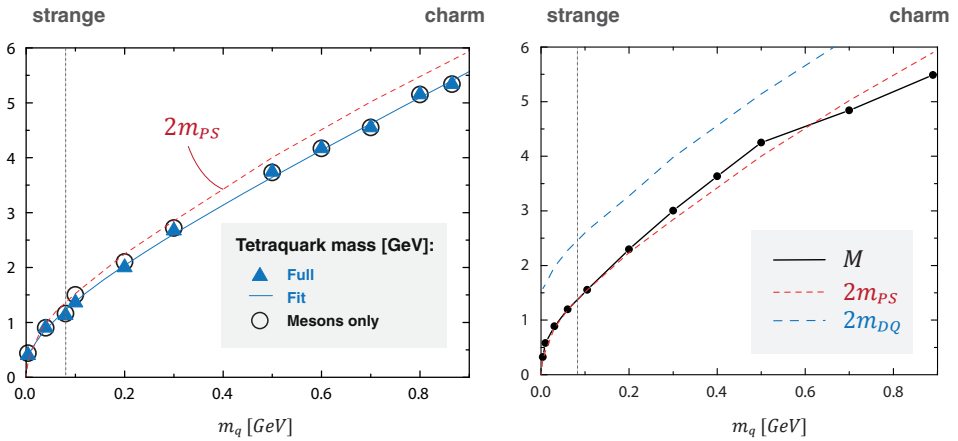 strange
charm
6
5
4
3
2
1
0
0.0
0.2
0.4
0.6
0.8
m_q [GeV]
2m_PS
Tetraquark mass [GeV]:
Full
Fit
Mesons only
strange
charm
6
5
4
3
2
1
0
0.0
0.2
0.4
0.6
0.8
m_q [GeV]
M
2m_PS
2m_DQ